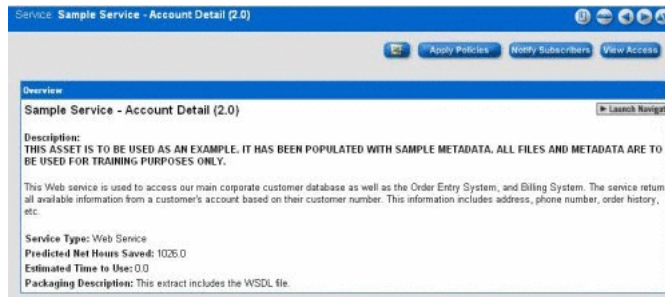 Service: Sample Service - Account Detail (2.0)
Apply Policies Notify Subscribers View Access
Overview
Sample Service - Account Detail (2.0)
Launch Navigat
Description:
THIS ASSET IS TO BE USED AS AN EXAMPLE. IT HAS BEEN POPULATED WITH SAMPLE METADATA. ALL FILES AND METADATA ARE TO
BE USED FOR TRAINING PURPOSES ONLY.
This Web service is used to access our main corporate customer database as well as the Order Entry System, and Billing System. The service return
all available information from a customer's account based on their customer number. This information includes address, phone number, order history,
etc.
Service Type: Web Service
Predicted Net Hours Saved: 1026.0
Estimated Time to Use: 0.0
Packaging Description: This extract includes the WSDL file.